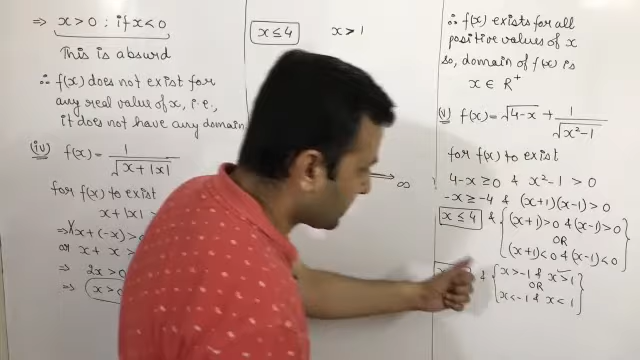 ⇒ x > 0 ; if x < 0
This is absurd
∴ f(x) does not exist for
any real value of x, i.e.,
it does not have any domain
(iv) f(x) = 1/√(x + |x|)
for f(x) to exist
x + |x| >
⇒ x + (-x) > 0
or x + x >
⇒ 2x > 0
⇒ x > 0
x ≤ 4 x > 1
∞
∴ f(x) exists for all
positive values of x
so, domain of f(x) is
x ∈ R⁺
(v) f(x) = √(4-x) + 1/√(x²-1)
for f(x) to exist
4-x ≥ 0 & x²-1 > 0
-x ≥ -4 & (x+1)(x-1) > 0
x ≤ 4 & { (x+1) > 0 & (x-1) > 0
OR
(x+1) < 0 & (x-1) < 0 }
& { x > -1 & x > 1
OR
x < -1 & x < 1 }